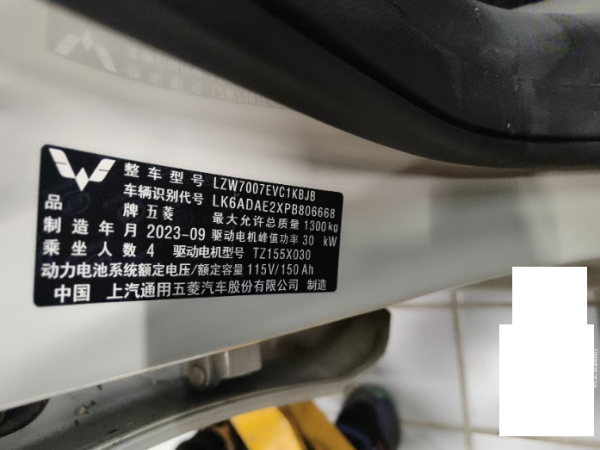 整车型号 LZW7007EVC1KBJB
车辆识别代号 LK6ADAE2XPB806668
品牌 五菱 最大允许总质量 1300kg
制造年月 2023-09 驱动电机峰值功率 30 kW
乘坐人数 4 驱动电机型号 TZ155X030
动力电池系统额定电压/额定容量 115V/150Ah
中国 上汽通用五菱汽车股份有限公司 制造